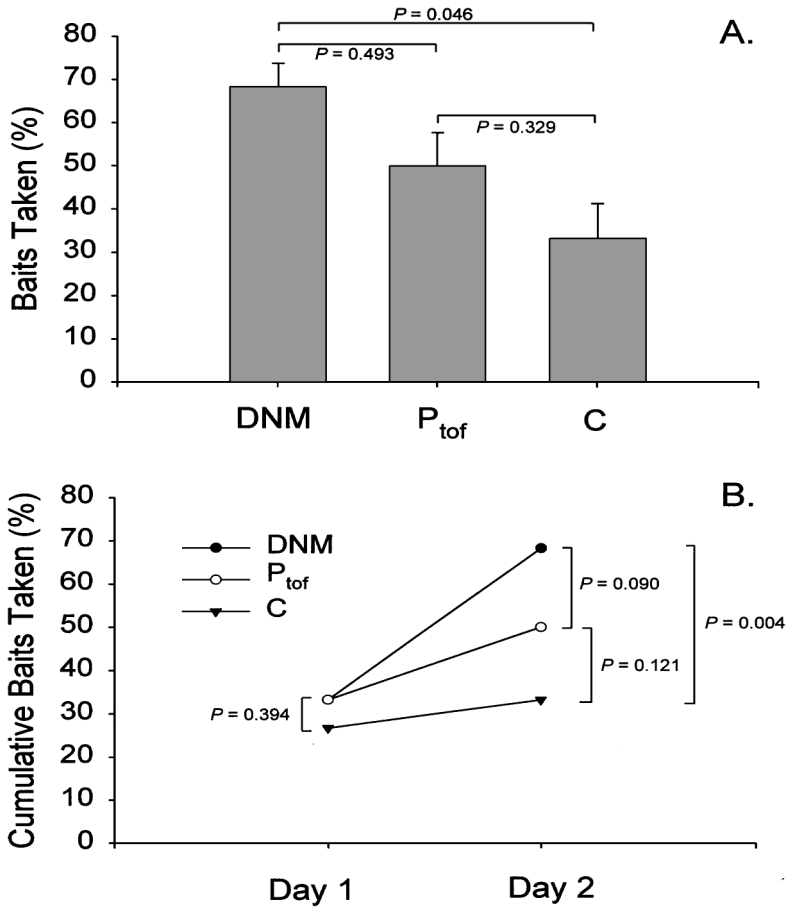 A.
P = 0.046
P = 0.493
P = 0.329
Baits Taken (%)
80
70
60
50
40
30
20
10
0
DNM
Ptof
C
B.
Cumulative Baits Taken (%)
80
70
60
50
40
30
20
10
0
DNM
Ptof
C
P = 0.090
P = 0.004
P = 0.121
P = 0.394
Day 1
Day 2